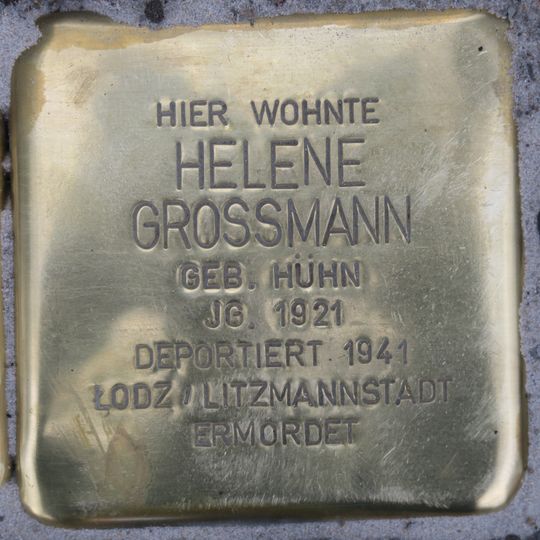 HIER WOHNTE
HELENE
GROSSMANN
GEB. HÜHN
JG. 1921
DEPORTIERT 1941
ŁODZ / LITZMANNSTADT
ERMORDET